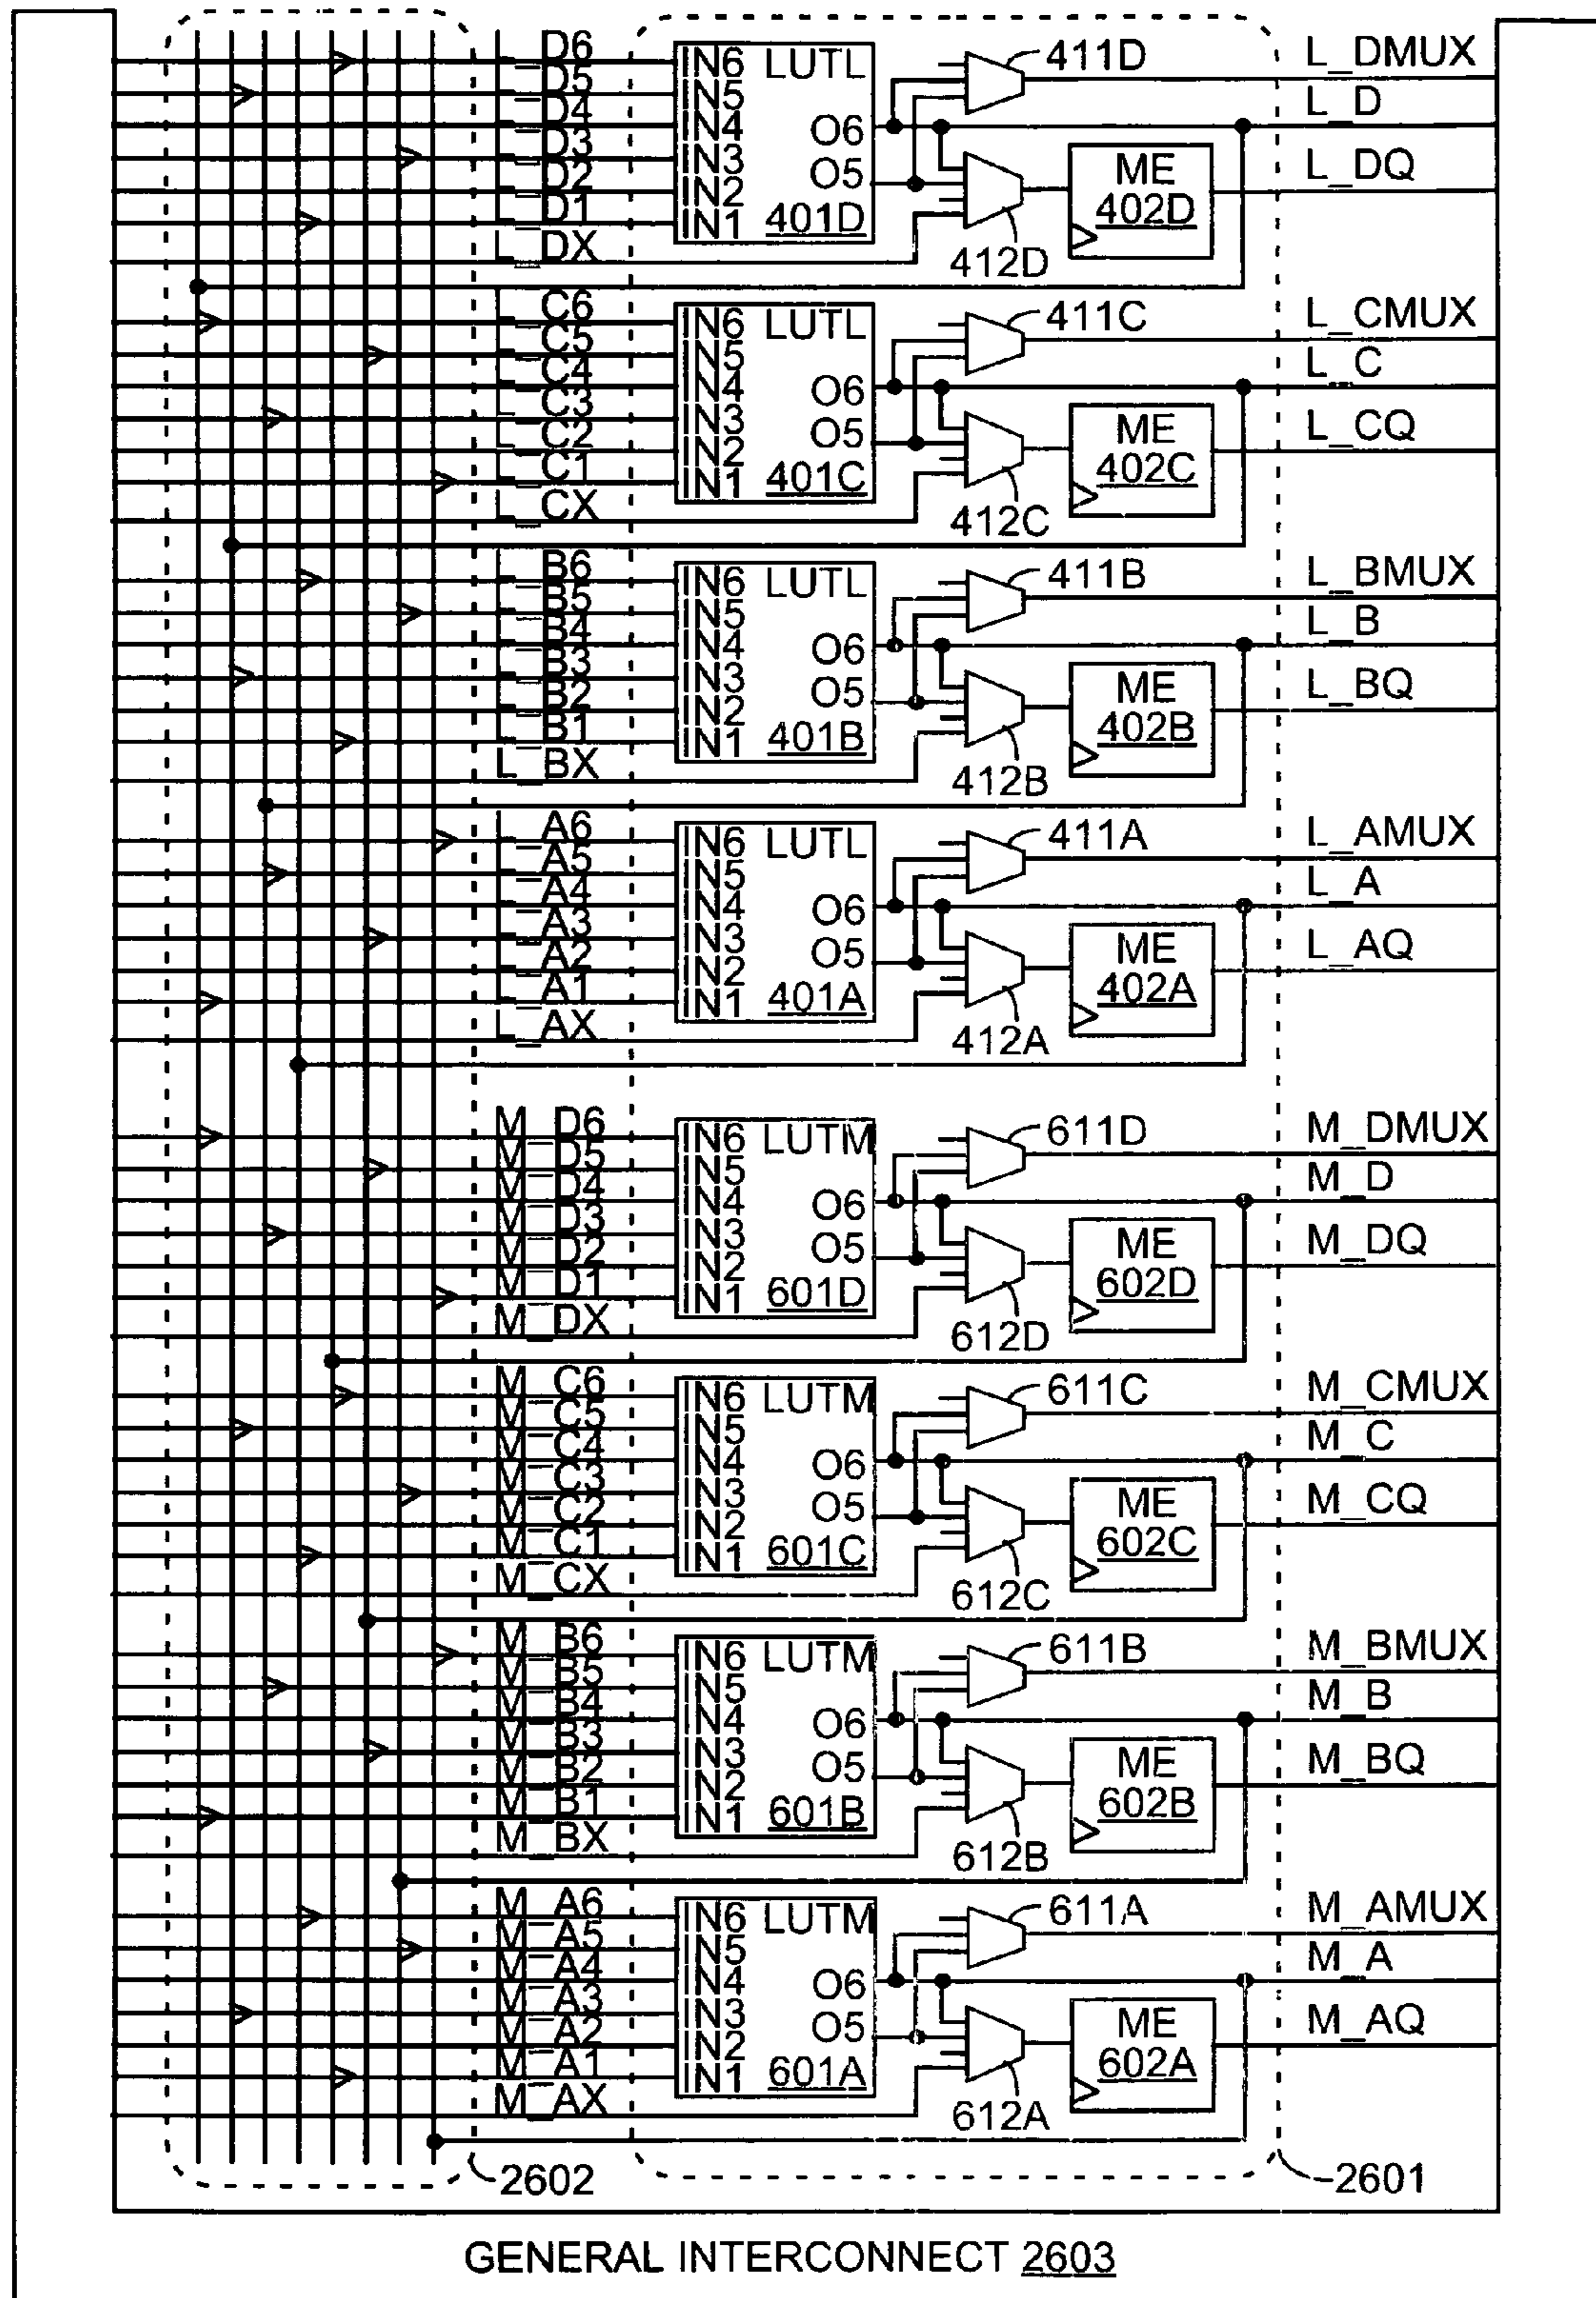 L_D6 IN6 LUTL 411D L_DMUX
L_D5 IN5
L_D4 IN4 O6 L_D
L_D3 IN3 ME L_DQ
L_D2 IN2 O5 402D
L_D1 IN1 401D
L_DX 412D
L_C6 IN6 LUTL 411C L_CMUX
L_C5 IN5
L_C4 IN4 O6 L_C
L_C3 IN3 ME L_CQ
L_C2 IN2 O5 402C
L_C1 IN1 401C
L_CX 412C
L_B6 IN6 LUTL 411B L_BMUX
L_B5 IN5
L_B4 IN4 O6 L_B
L_B3 IN3 ME L_BQ
L_B2 IN2 O5 402B
L_B1 IN1 401B
L_BX 412B
L_A6 IN6 LUTL 411A L_AMUX
L_A5 IN5
L_A4 IN4 O6 L_A
L_A3 IN3 ME L_AQ
L_A2 IN2 O5 402A
L_A1 IN1 401A
L_AX 412A
M_D6 IN6 LUTM 611D M_DMUX
M_D5 IN5
M_D4 IN4 O6 M_D
M_D3 IN3 ME M_DQ
M_D2 IN2 O5 602D
M_D1 IN1 601D
M_DX 612D
M_C6 IN6 LUTM 611C M_CMUX
M_C5 IN5
M_C4 IN4 O6 M_C
M_C3 IN3 ME M_CQ
M_C2 IN2 O5 602C
M_C1 IN1 601C
M_CX 612C
M_B6 IN6 LUTM 611B M_BMUX
M_B5 IN5
M_B4 IN4 O6 M_B
M_B3 IN3 ME M_BQ
M_B2 IN2 O5 602B
M_B1 IN1 601B
M_BX 612B
M_A6 IN6 LUTM 611A M_AMUX
M_A5 IN5
M_A4 IN4 O6 M_A
M_A3 IN3 ME M_AQ
M_A2 IN2 O5 602A
M_A1 IN1 601A
M_AX 612A
2602 2601
GENERAL INTERCONNECT 2603